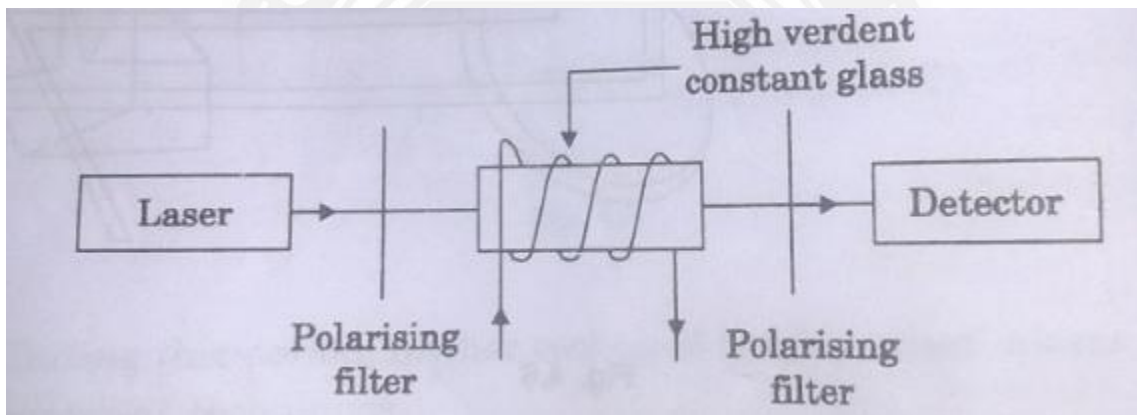 High verdent
constant glass
Laser
Detector
Polarising
filter
Polarising
filter